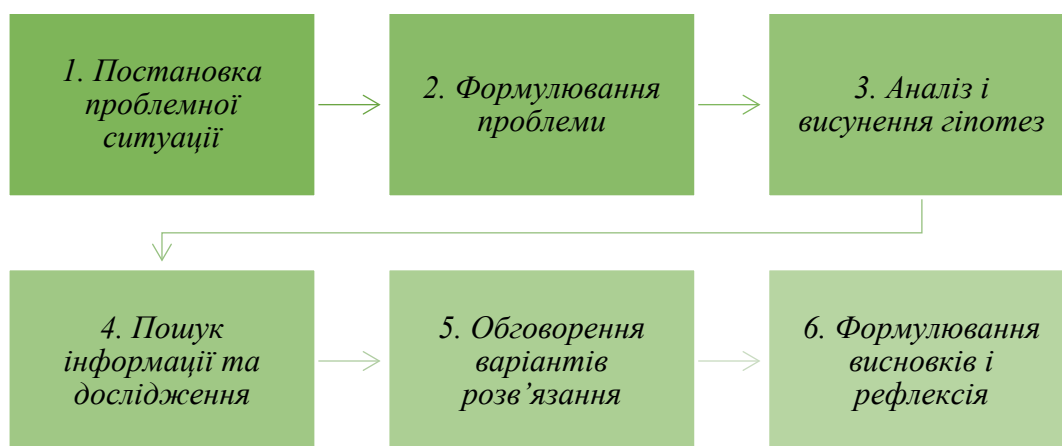 1. Постановка
проблемної
ситуації
2. Формулювання
проблеми
3. Аналіз і
висунення гіпотез
4. Пошук
інформації та
дослідження
5. Обговорення
варіантів
розв’язання
6. Формулювання
висновків і
рефлексія